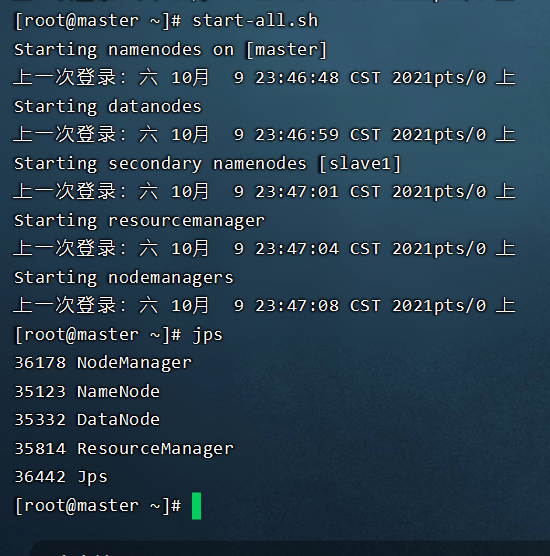 [root@master ~]# start-all.sh
Starting namenodes on [master]
上一次登录: 六 10月  9 23:46:48 CST 2021pts/0 上
Starting datanodes
上一次登录: 六 10月  9 23:46:59 CST 2021pts/0 上
Starting secondary namenodes [slave1]
上一次登录: 六 10月  9 23:47:01 CST 2021pts/0 上
Starting resourcemanager
上一次登录: 六 10月  9 23:47:04 CST 2021pts/0 上
Starting nodemanagers
上一次登录: 六 10月  9 23:47:08 CST 2021pts/0 上
[root@master ~]# jps
36178 NodeManager
35123 NameNode
35332 DataNode
35814 ResourceManager
36442 Jps
[root@master ~]#